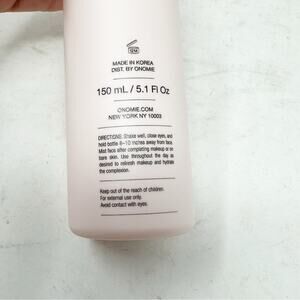 12M
MADE IN KOREA
DIST. BY ONOMIE
150 mL / 5.1 Fl Oz
ONOMIE.COM
NEW YORK NY 10003
DIRECTIONS: Shake well, close eyes, and
hold bottle 8–10 inches away from face.
Mist face after completing makeup or on
bare skin. Use throughout the day as
desired to refresh makeup and hydrate
the complexion.
Keep out of the reach of children.
For external use only.
Avoid contact with eyes.